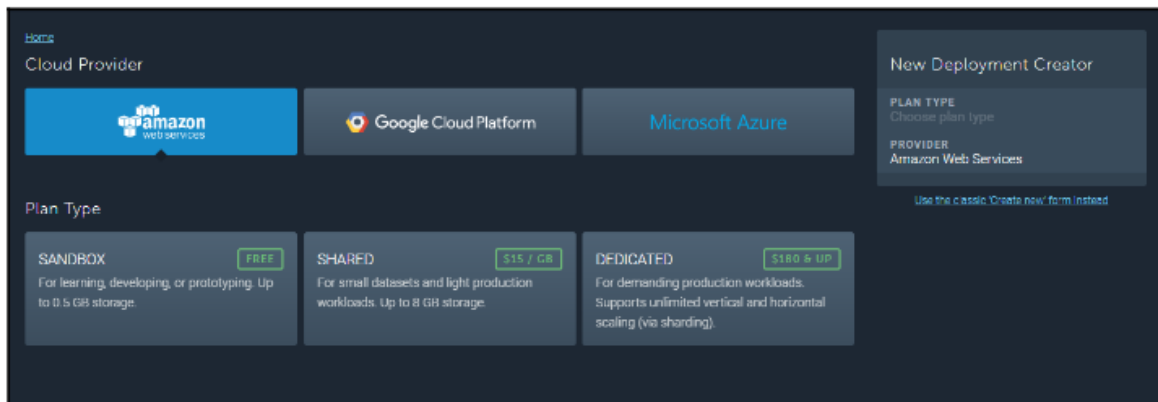 Home
Cloud Provider
amazon
web services
Google Cloud Platform
Microsoft Azure
Plan Type
SANDBOX
FREE
For learning, developing, or prototyping. Up
to 0.5 GB storage.
SHARED
$15 / GB
For small datasets and light production
workloads. Up to 8 GB storage.
DEDICATED
$180 & UP
For demanding production workloads.
Supports unlimited vertical and horizontal
scaling (via sharding).
New Deployment Creator
PLAN TYPE
Choose plan type
PROVIDER
Amazon Web Services
Use the classic 'Create new' form instead